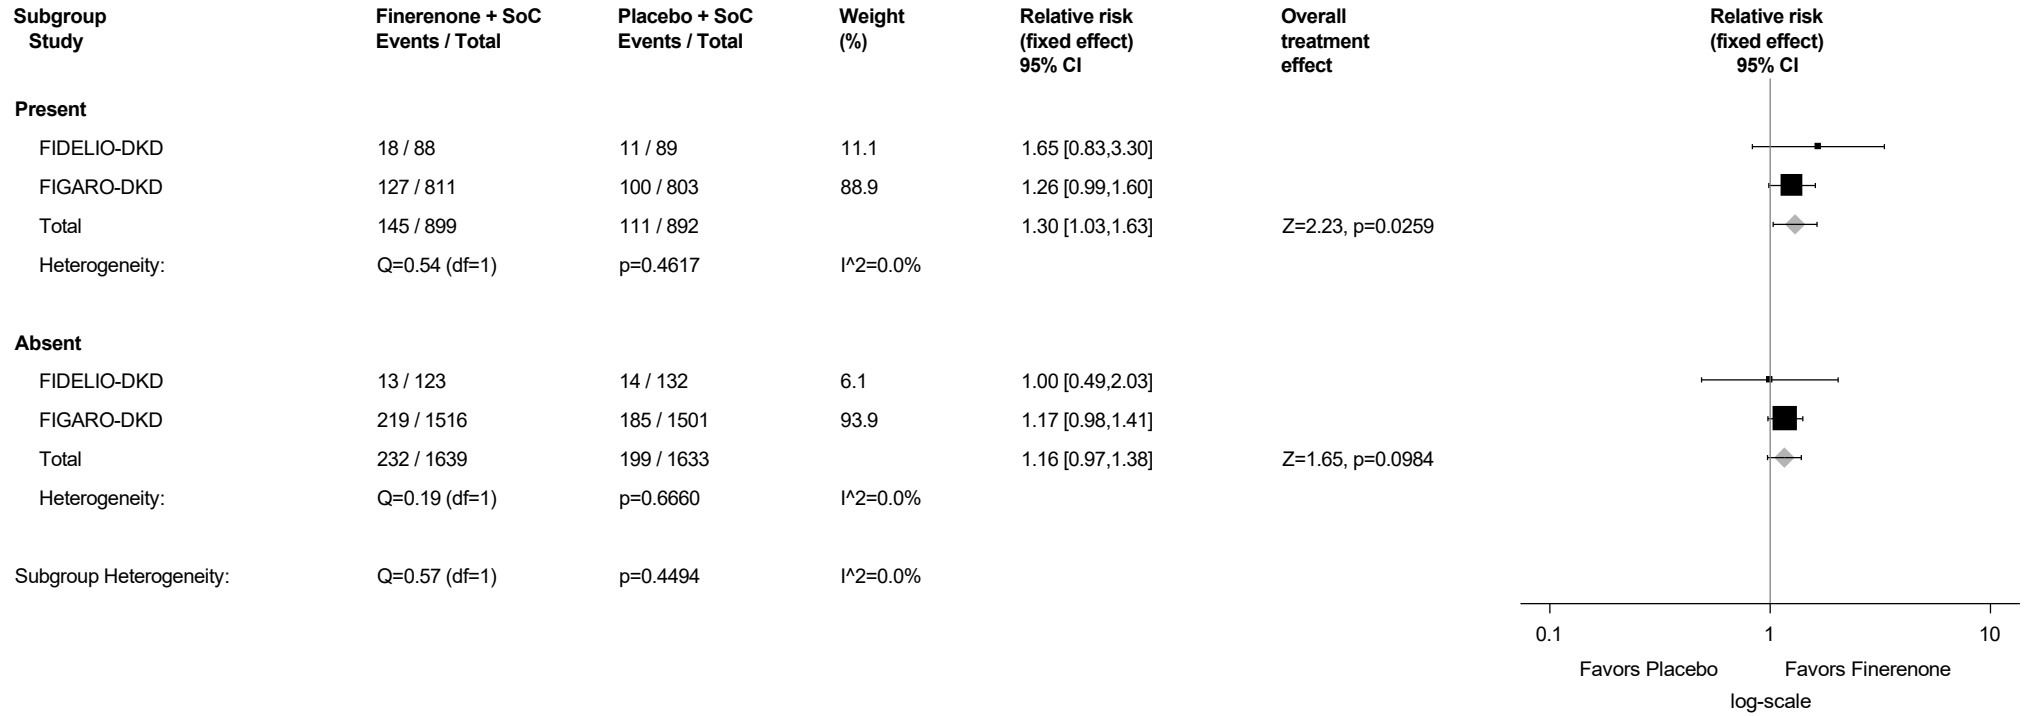 Subgroup Finerenone + SoC Placebo + SoC Weight Relative risk Overall Relative risk
Study Events / Total Events / Total (%) (fixed effect) treatment (fixed effect)
95% CI effect 95% CI
Present
FIDELIO-DKD 18 / 88 11 / 89 11.1 1.65 [0.83,3.30]
FIGARO-DKD 127 / 811 100 / 803 88.9 1.26 [0.99,1.60]
Total 145 / 899 111 / 892 1.30 [1.03,1.63] Z=2.23, p=0.0259
Heterogeneity: Q=0.54 (df=1) p=0.4617 I^2=0.0%
Absent
FIDELIO-DKD 13 / 123 14 / 132 6.1 1.00 [0.49,2.03]
FIGARO-DKD 219 / 1516 185 / 1501 93.9 1.17 [0.98,1.41]
Total 232 / 1639 199 / 1633 1.16 [0.97,1.38] Z=1.65, p=0.0984
Heterogeneity: Q=0.19 (df=1) p=0.6660 I^2=0.0%
Subgroup Heterogeneity: Q=0.57 (df=1) p=0.4494 I^2=0.0%
0.1 1 10
Favors Placebo Favors Finerenone
log-scale